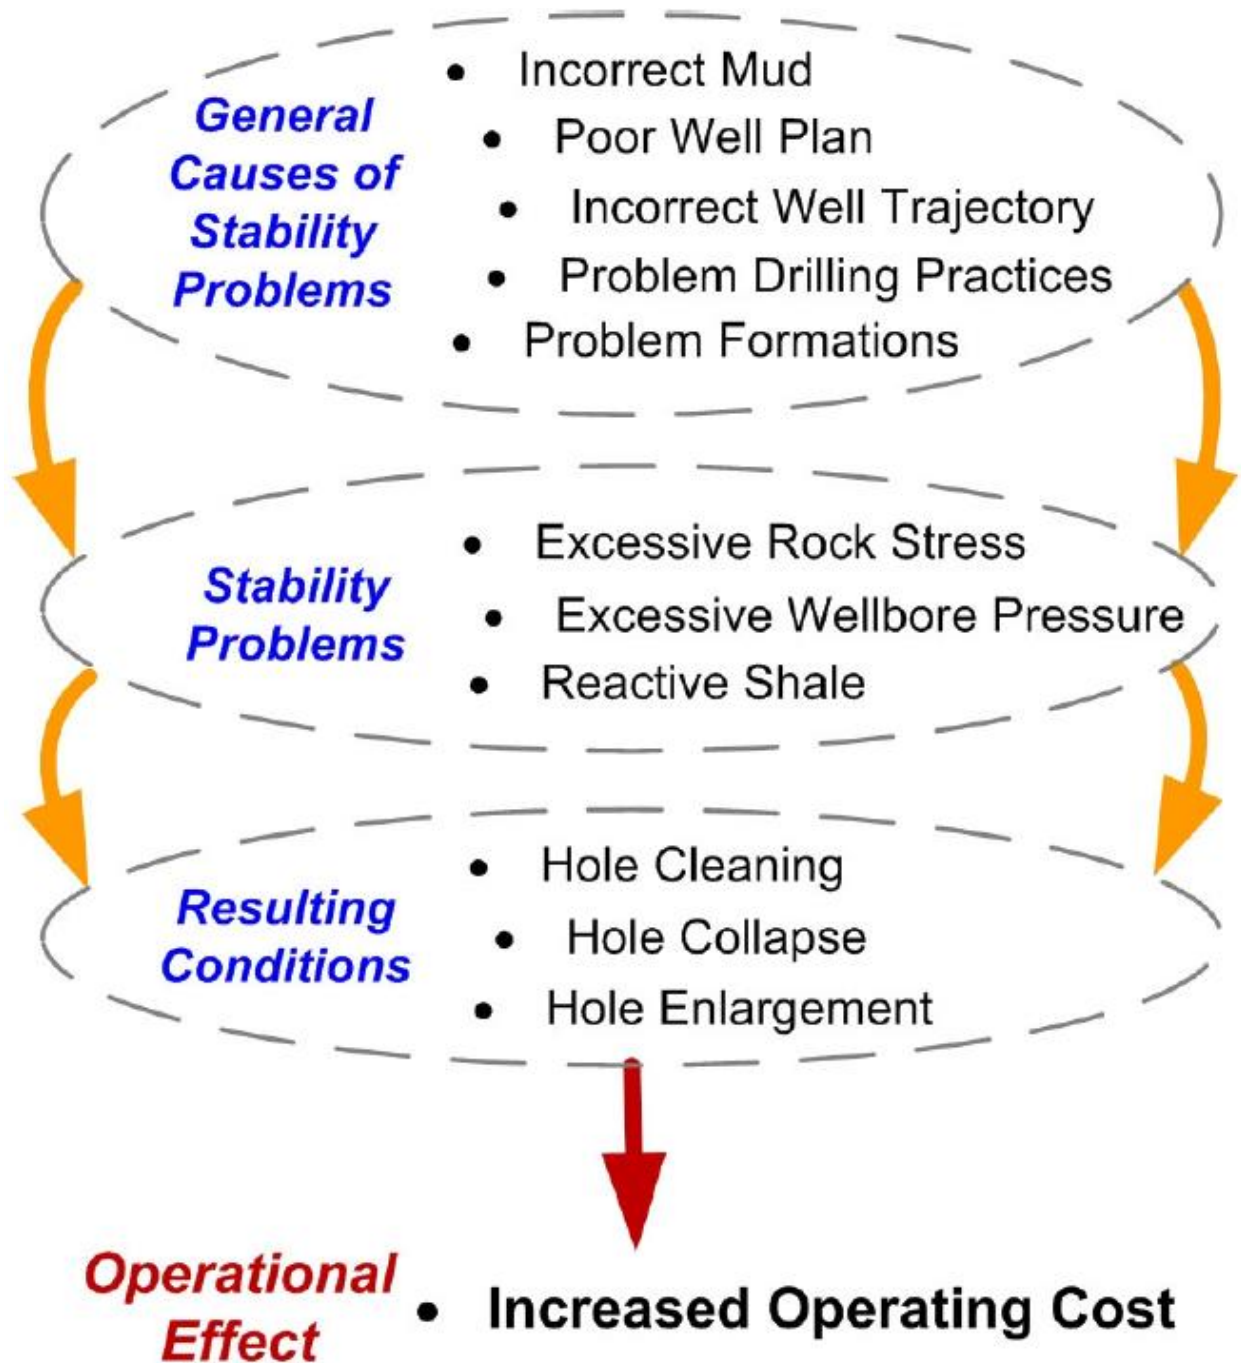 General
Causes of
Stability
Problems
• Incorrect Mud
• Poor Well Plan
• Incorrect Well Trajectory
• Problem Drilling Practices
• Problem Formations
Stability
Problems
• Excessive Rock Stress
• Excessive Wellbore Pressure
• Reactive Shale
Resulting
Conditions
• Hole Cleaning
• Hole Collapse
• Hole Enlargement
Operational
Effect
• Increased Operating Cost